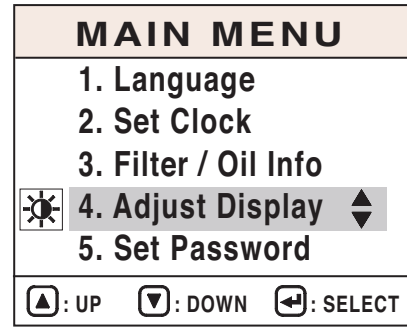 MAIN MENU
1. Language
2. Set Clock
3. Filter / Oil Info
4. Adjust Display
5. Set Password
: UP : DOWN : SELECT